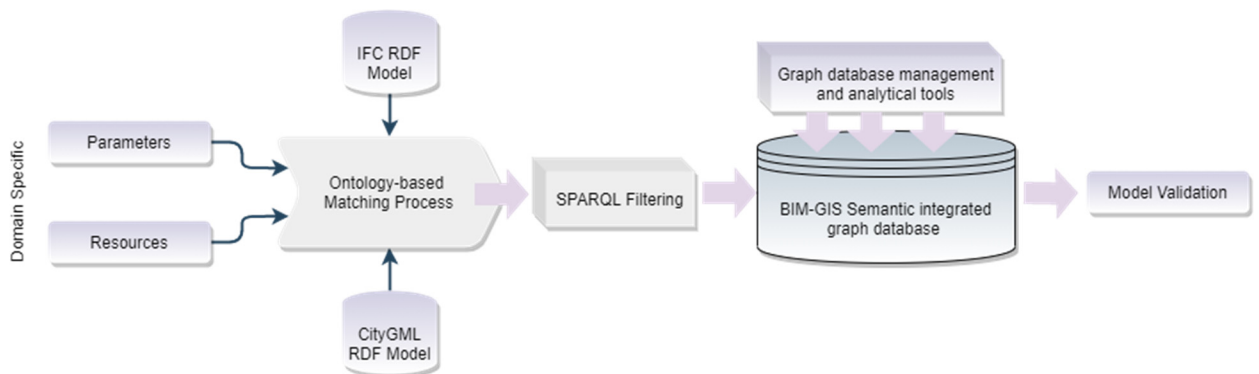 Domain Specific
Parameters
Resources
IFC RDF
Model
Ontology-based
Matching Process
CityGML
RDF Model
SPARQL Filtering
Graph database management
and analytical tools
BIM-GIS Semantic integrated
graph database
Model Validation